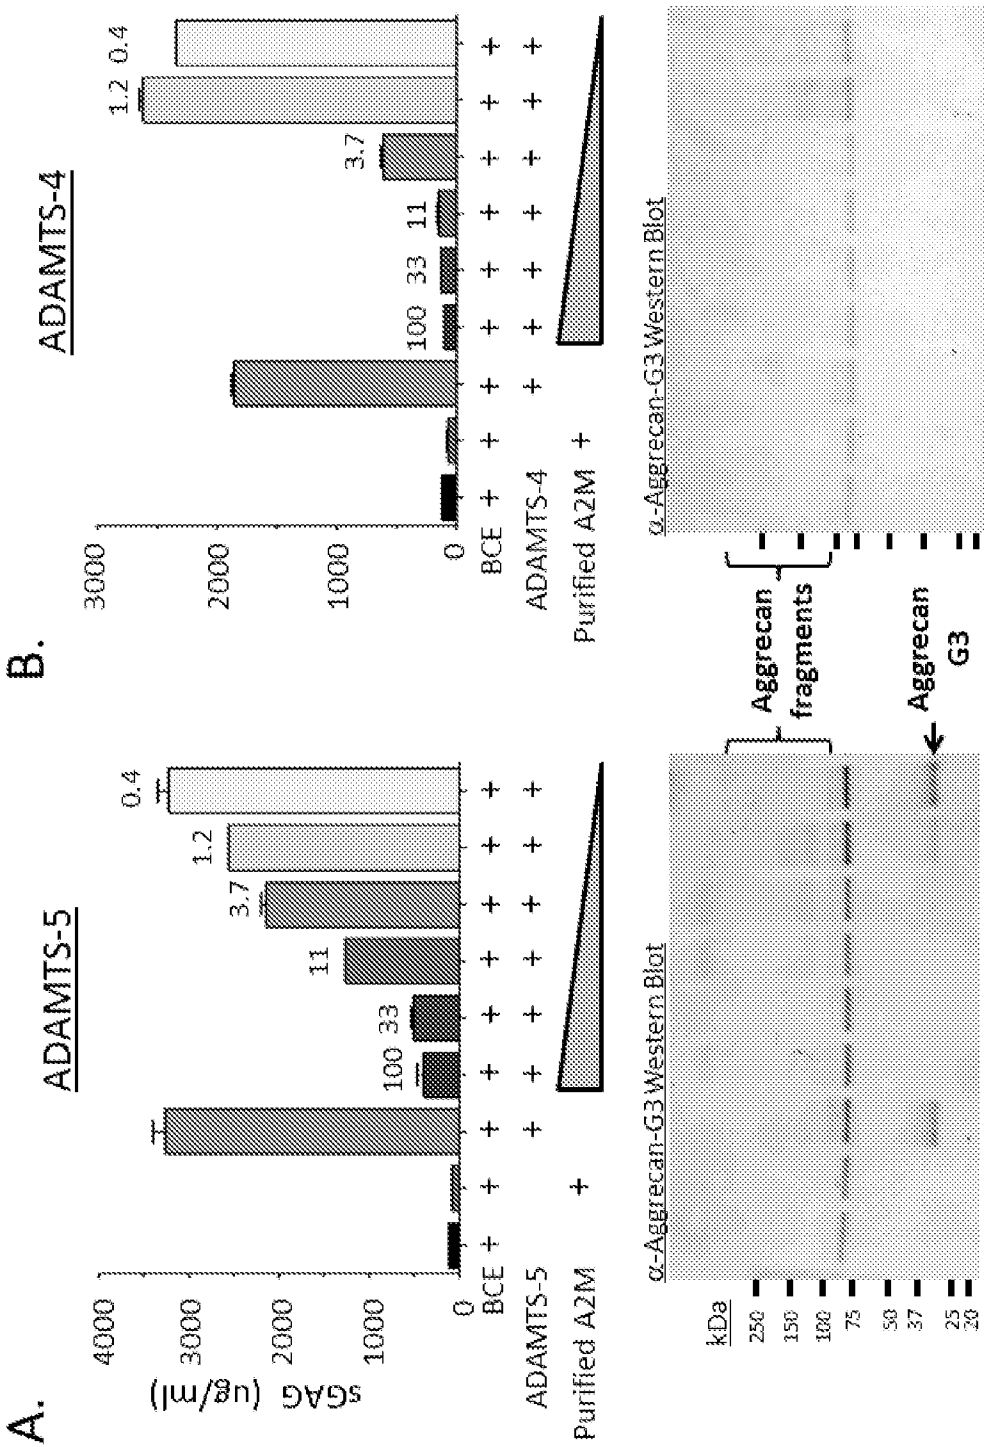 A.
ADAMTS-5
sGAG (ug/ml)
4000
3000
2000
1000
0
100
33
11
3.7
1.2
0.4
BCE + + + + + + + + +
ADAMTS-5 + + + + + + +
Purified A2M +
α-Aggrecan-G3 Western Blot
kDa
250
150
100
75
50
37
25
20
Aggrecan
fragments
Aggrecan
G3
B.
ADAMTS-4
3000
2000
1000
0
100
33
11
3.7
1.2
0.4
BCE + + + + + + + + +
ADAMTS-4 + + + + + + +
Purified A2M +
α-Aggrecan-G3 Western Blot